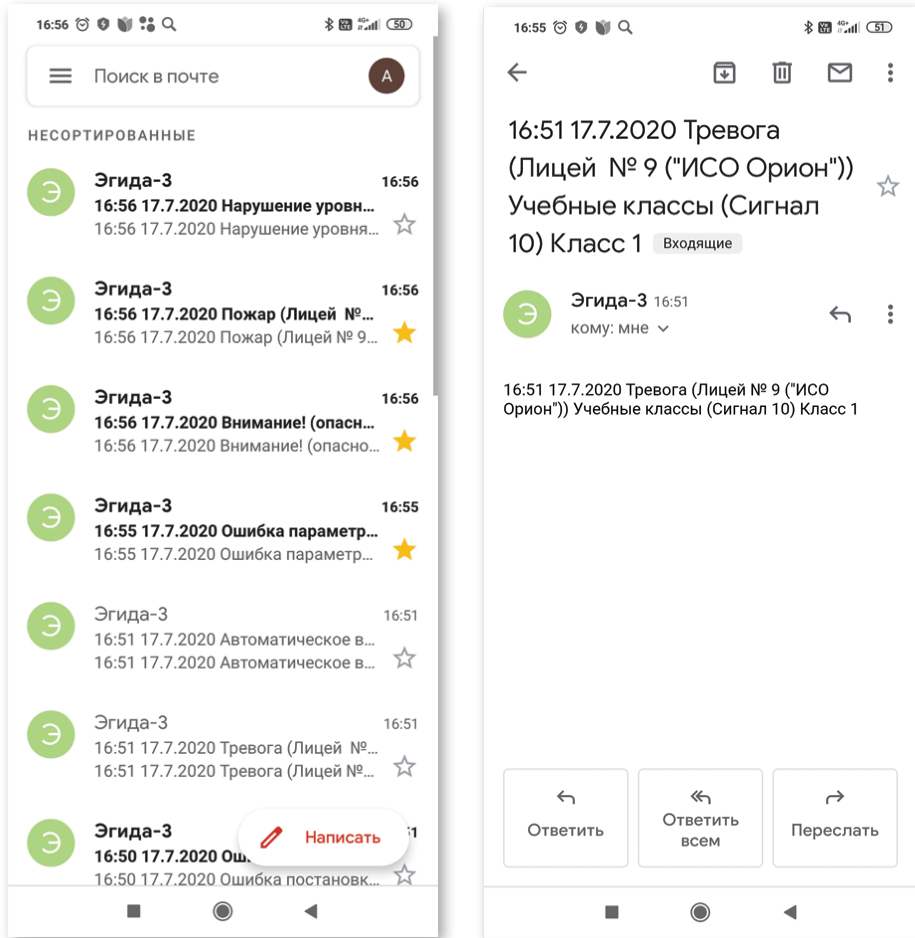 16:56
50
Поиск в почте
А
НЕСОРТИРОВАННЫЕ
Э
Эгида-3
16:56
16:56 17.7.2020 Нарушение уровн...
16:56 17.7.2020 Нарушение уровня...
Э
Эгида-3
16:56
16:56 17.7.2020 Пожар (Лицей №...
16:56 17.7.2020 Пожар (Лицей № 9...
Э
Эгида-3
16:56
16:56 17.7.2020 Внимание! (опасн...
16:56 17.7.2020 Внимание! (опасно...
Э
Эгида-3
16:55
16:55 17.7.2020 Ошибка параметр...
16:55 17.7.2020 Ошибка параметр...
Э
Эгида-3
16:51
16:51 17.7.2020 Автоматическое в...
16:51 17.7.2020 Автоматическое в...
Э
Эгида-3
16:51
16:51 17.7.2020 Тревога (Лицей №...
16:51 17.7.2020 Тревога (Лицей №...
Э
Эгида-3
16:50 17.7.2020
16:50 17.7.2020 Ошибка постановк...
Написать
16:55
51
16:51 17.7.2020 Тревога
(Лицей № 9 ("ИСО Орион"))
Учебные классы (Сигнал
10) Класс 1 Входящие
Э
Эгида-3 16:51
кому: мне
16:51 17.7.2020 Тревога (Лицей № 9 ("ИСО
Орион")) Учебные классы (Сигнал 10) Класс 1
Ответить
Ответить
всем
Переслать